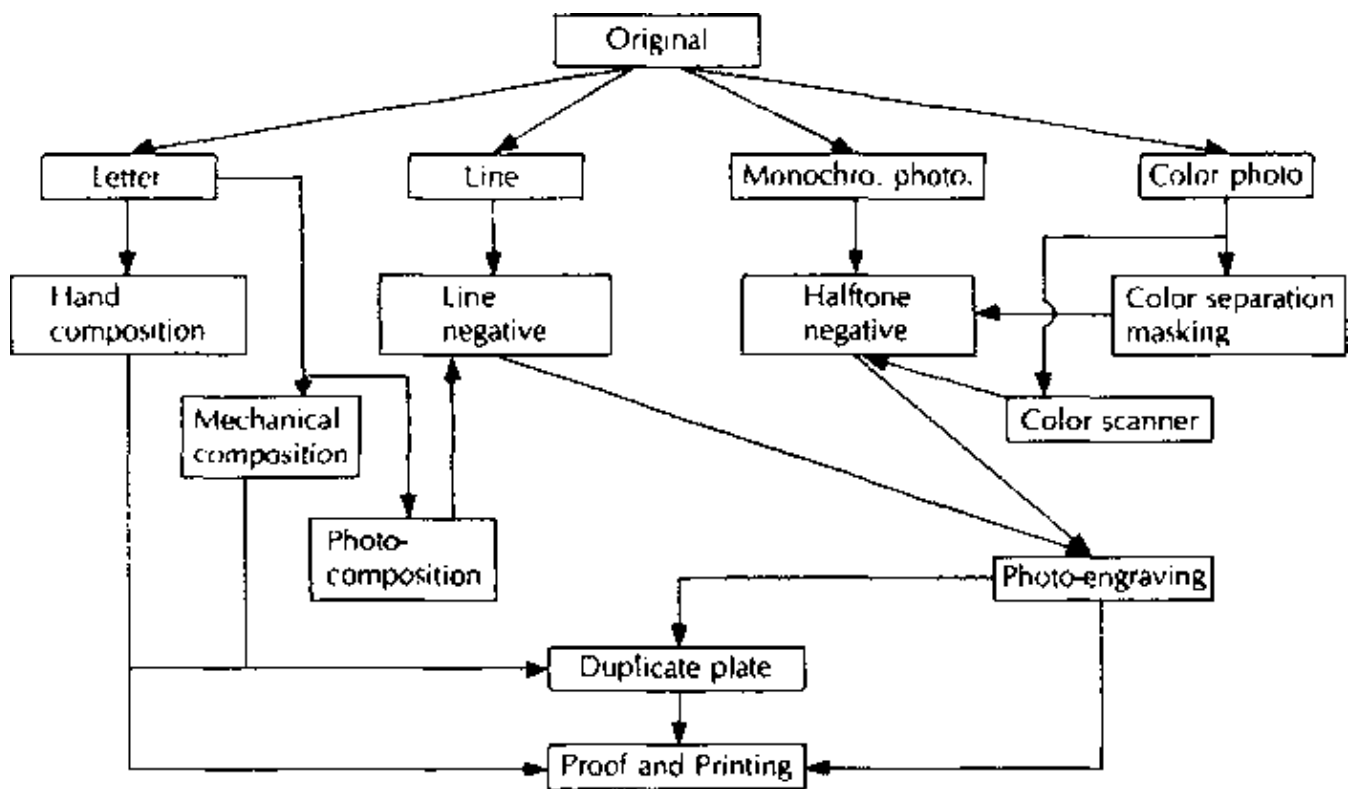 Original
Letter
Line
Monochro. photo.
Color photo
Hand
composition
Line
negative
Halftone
negative
Color separation
masking
Mechanical
composition
Color scanner
Photo-
composition
Photo-engraving
Duplicate plate
Proof and Printing